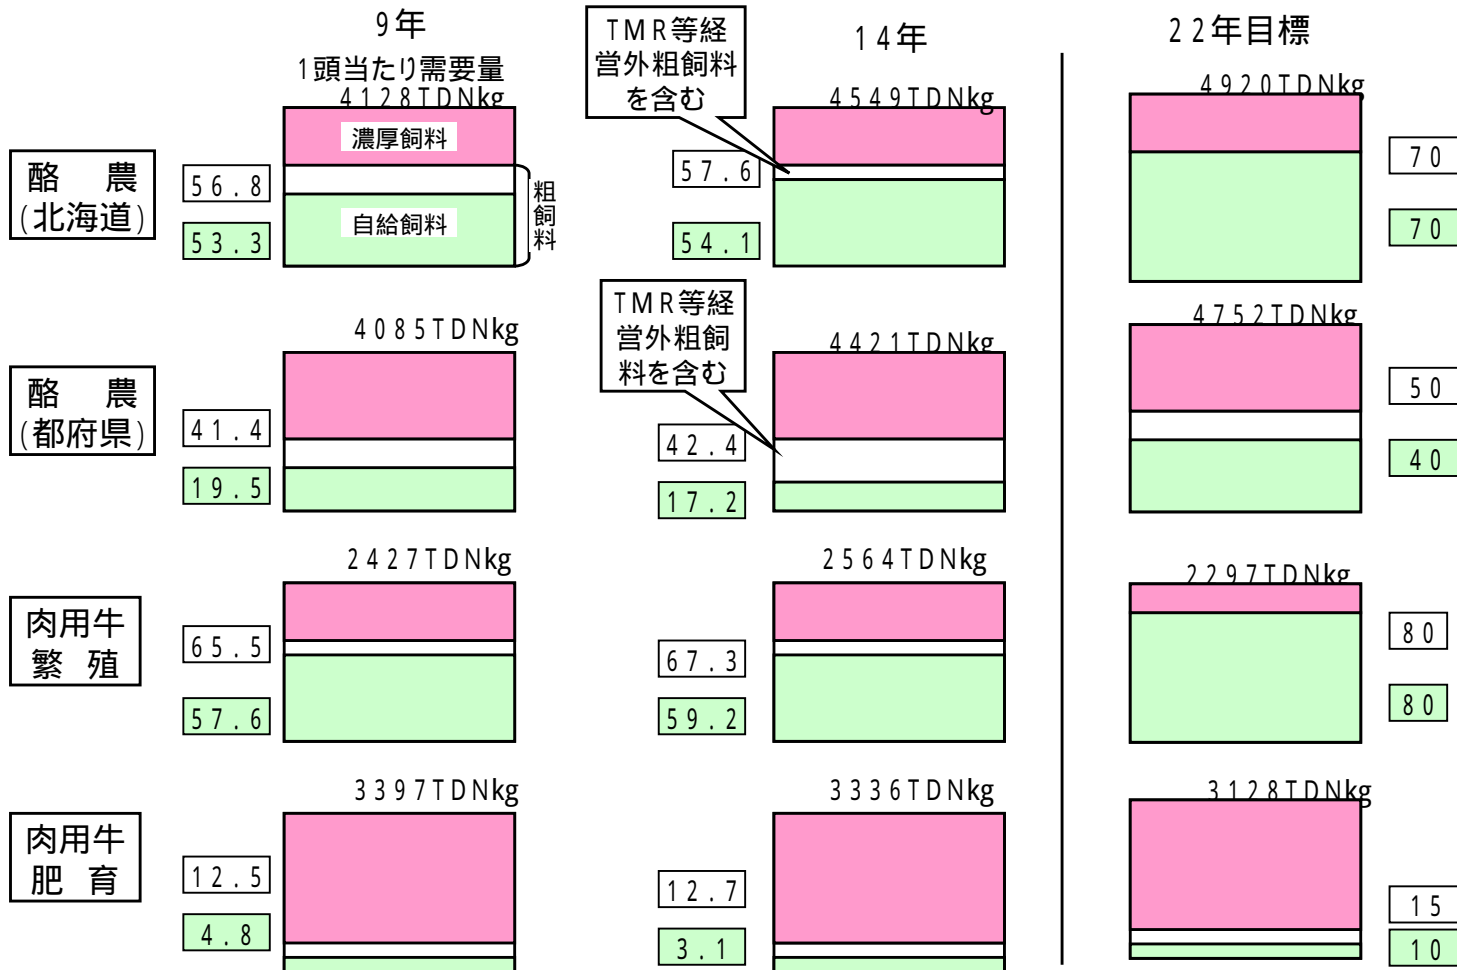 9年
1頭当たり需要量
TMR等経
営外粗飼料
を含む
14年
22年目標
4128TDNkg
4549TDNkg
4920TDNkg
濃厚飼料
酪　農
(北海道)
56.8
53.3
自給飼料
粗飼料
57.6
54.1
70
70
TMR等経
営外粗飼
料を含む
4085TDNkg
4421TDNkg
4752TDNkg
酪　農
(都府県)
41.4
19.5
42.4
17.2
50
40
2427TDNkg
2564TDNkg
2297TDNkg
肉用牛
繁　殖
65.5
57.6
67.3
59.2
80
80
3397TDNkg
3336TDNkg
3128TDNkg
肉用牛
肥　育
12.5
4.8
12.7
3.1
15
10